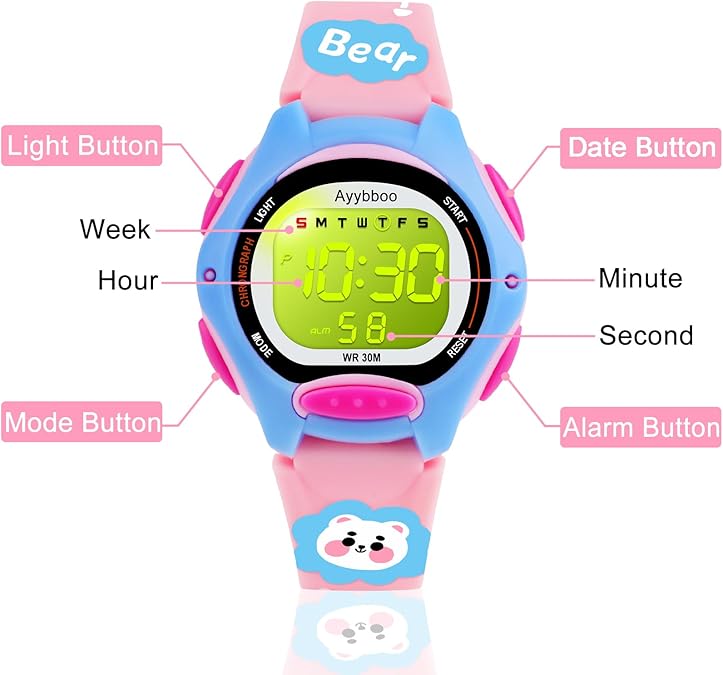 Bear
Light Button
Date Button
Ayybboo
LIGHT
START
Week
S M T W T F S
P
Hour
10:30
Minute
CHRONGRAPH
ALM 58
Second
MODE
RESET
WR 30M
Mode Button
Alarm Button